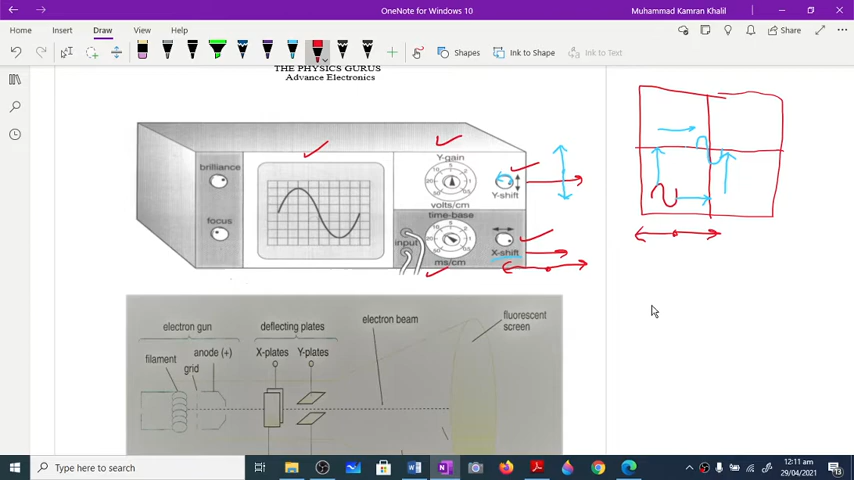 OneNote for Windows 10
Muhammad Kamran Khalil
Home
Insert
Draw
History
View
Help
Share
Shapes
Ink to Shape
Ink to Text
THE PHYSICS GURUS
Advance Electronics
brilliance
focus
Y-gain
volts/cm
Y-shift
time-base
input
ms/cm
X-shift
electron gun
deflecting plates
electron beam
fluorescent
screen
filament
grid
anode (+)
X-plates
Y-plates
Type here to search
12:11 am
29/04/2021